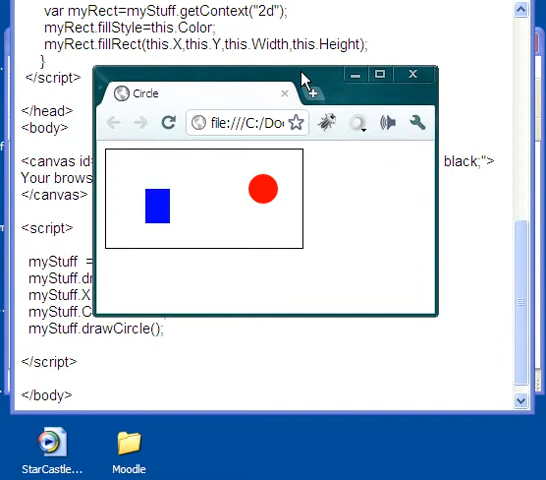 var myRect=myStuff.getContext("2d");
myRect.fillStyle=this.Color;
myRect.fillRect(this.X,this.Y,this.Width,this.Height);
}
</script>
Circle
</head>
file:///C:/Doc
<body>
<canvas id= black;">
Your brows
</canvas>
<script>
myStuff =
myStuff.dr
myStuff.X
myStuff.C
myStuff.drawCircle();
</script>
</body>
StarCastle...
Moodle